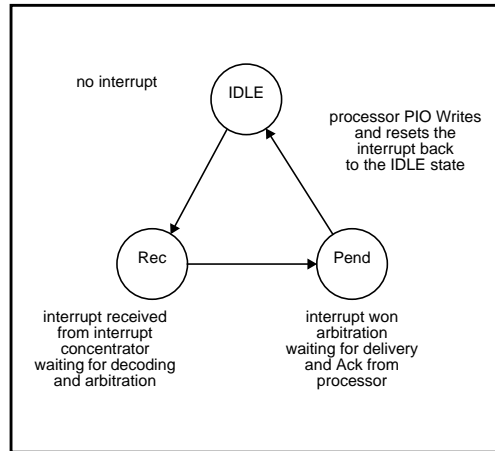 no interrupt
IDLE
processor PIO Writes
and resets the
interrupt back
to the IDLE state
Rec
Pend
interrupt received
from interrupt
concentrator
waiting for decoding
and arbitration
interrupt won
arbitration
waiting for delivery
and Ack from
processor